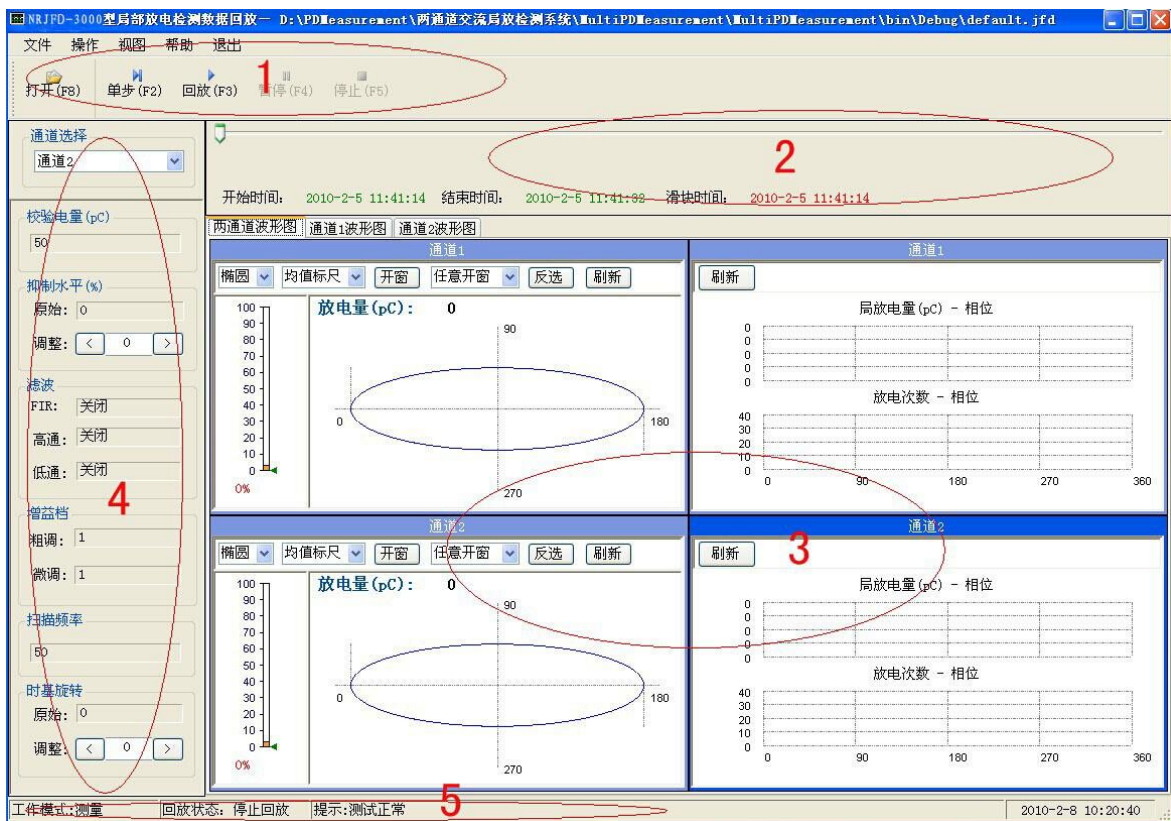 NRJFD-3000型局部放电检测数据回放一 D:\PDMeasurement\两通道交流局放检测系统\MultiPDMeasurement\MultiPDMeasurement\bin\Debug\default.jfd
文件 操作 视图 帮助 退出
打开(F8) 单步(F2) 回放(F3) 暂停(F4) 停止(F5)
1
通道选择
通道2
2
开始时间: 2010-2-5 11:41:14 结束时间: 2010-2-5 11:41:32 滑块时间: 2010-2-5 11:41:14
校验电量(pC)
50
抑制水平(%)
原始: 0
调整: < 0 >
滤波
FIR: 关闭
高通: 关闭
低通: 关闭
4
增益档
粗调: 1
微调: 1
扫描频率
50
时基旋转
原始: 0
调整: < 0 >
两通道波形图 通道1波形图 通道2波形图
通道1
椭圆 均值标尺 开窗 任意开窗 反选 刷新
放电量(pC): 0
100
90
80
70
60
50
40
30
20
10
0
0%
90
0
180
270
通道1
刷新
局放电量(pC) - 相位
0
0
0
0
0
放电次数 - 相位
40
30
20
10
0
0 90 180 270 360
通道2
椭圆 均值标尺 开窗 任意开窗 反选 刷新
放电量(pC): 0
100
90
80
70
60
50
40
30
20
10
0
0%
90
0
180
270
通道2
刷新
3
局放电量(pC) - 相位
0
0
0
0
0
放电次数 - 相位
40
30
20
10
0
0 90 180 270 360
工作模式:测量 回放状态: 停止回放 提示:测试正常 5 2010-2-8 10:20:40